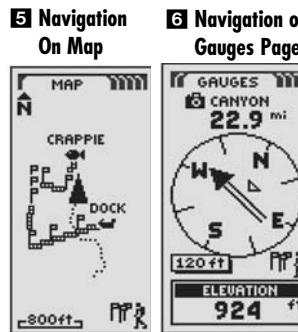 5 Navigation
On Map
6 Navigation o
Gauges Page
MAP
N
CRAPPIE
DOCK
800ft
GAUGES
CANYON
22.9 mi
W N
S E
120 ft
ELEVATION
924 ft